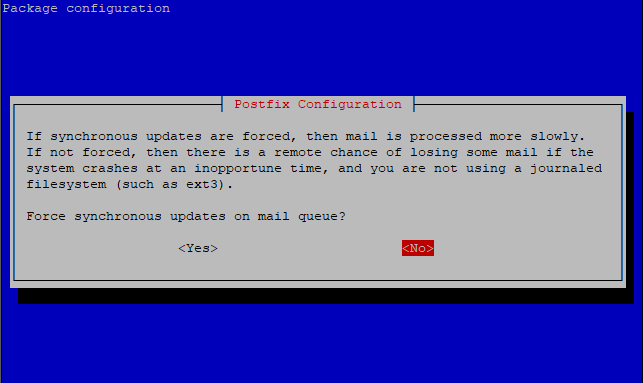 Package configuration
Postfix Configuration
If synchronous updates are forced, then mail is processed more slowly.
If not forced, then there is a remote chance of losing some mail if the
system crashes at an inopportune time, and you are not using a journaled
filesystem (such as ext3).
Force synchronous updates on mail queue?
<Yes> <No>